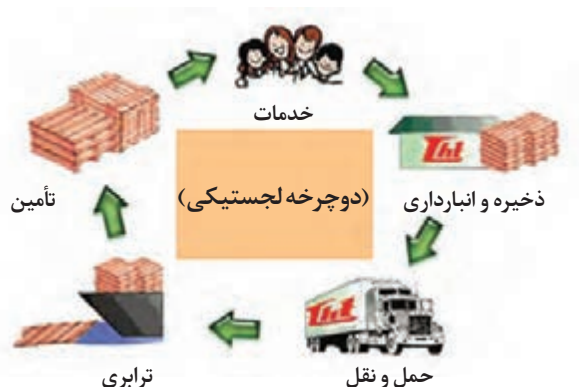 خدمات
تأمین
(دوچرخه لجستیکی)
ذخیره و انبارداری
ترابری
حمل و نقل